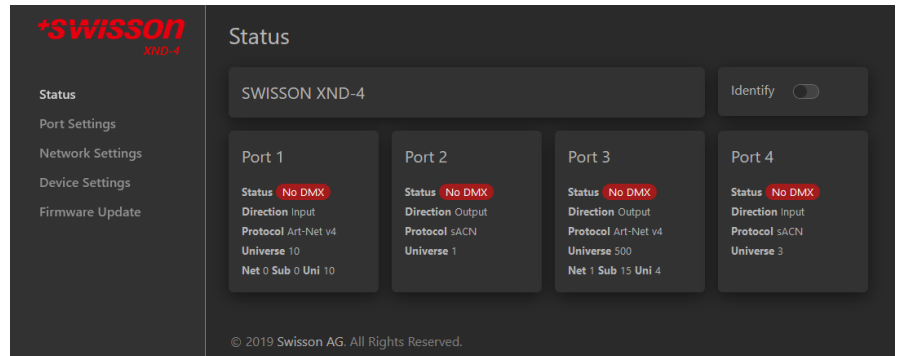 +swisson
XND-4
Status
Port Settings
Network Settings
Device Settings
Firmware Update
Status
SWISSON XND-4
Identify
Port 1
Status No DMX
Direction Input
Protocol Art-Net v4
Universe 10
Net 0 Sub 0 Uni 10
Port 2
Status No DMX
Direction Output
Protocol sACN
Universe 1
Port 3
Status No DMX
Direction Output
Protocol Art-Net v4
Universe 500
Net 1 Sub 15 Uni 4
Port 4
Status No DMX
Direction Input
Protocol sACN
Universe 3
© 2019 Swisson AG. All Rights Reserved.